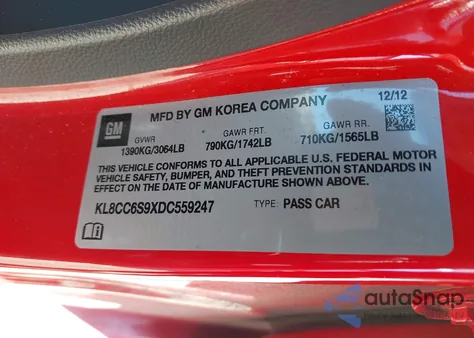 MFD BY GM KOREA COMPANY 12/12
GM
GVWR GAWR FRT. GAWR RR.
1390KG/3064LB 790KG/1742LB 710KG/1565LB
THIS VEHICLE CONFORMS TO ALL APPLICABLE U.S. FEDERAL MOTOR
VEHICLE SAFETY, BUMPER, AND THEFT PREVENTION STANDARDS IN
EFFECT ON THE DATE OF MANUFACTURE SHOWN ABOVE.
KL8CC6S9XDC559247 TYPE: PASS CAR
autoSnap